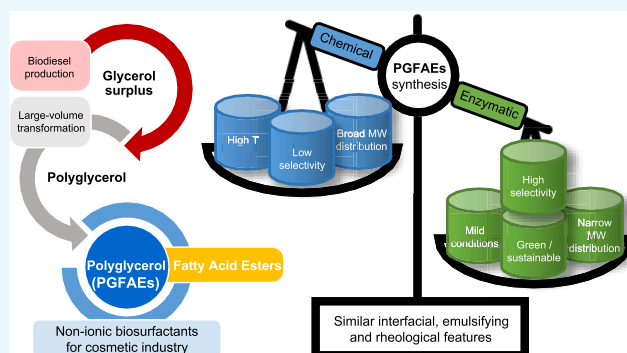 Biodiesel
production
Glycerol
surplus
Large-volume
transformation
Polyglycerol
Polyglycerol
(PGFAEs)
Fatty Acid Esters
Non-ionic biosurfactants
for cosmetic industry
Chemical
PGFAEs
synthesis
Enzymatic
High T
Low
selectivity
Broad MW
distribution
High
selectivity
Mild
conditions
Green /
sustainable
Narrow
MW
distribution
Similar interfacial, emulsifying
and rheological features